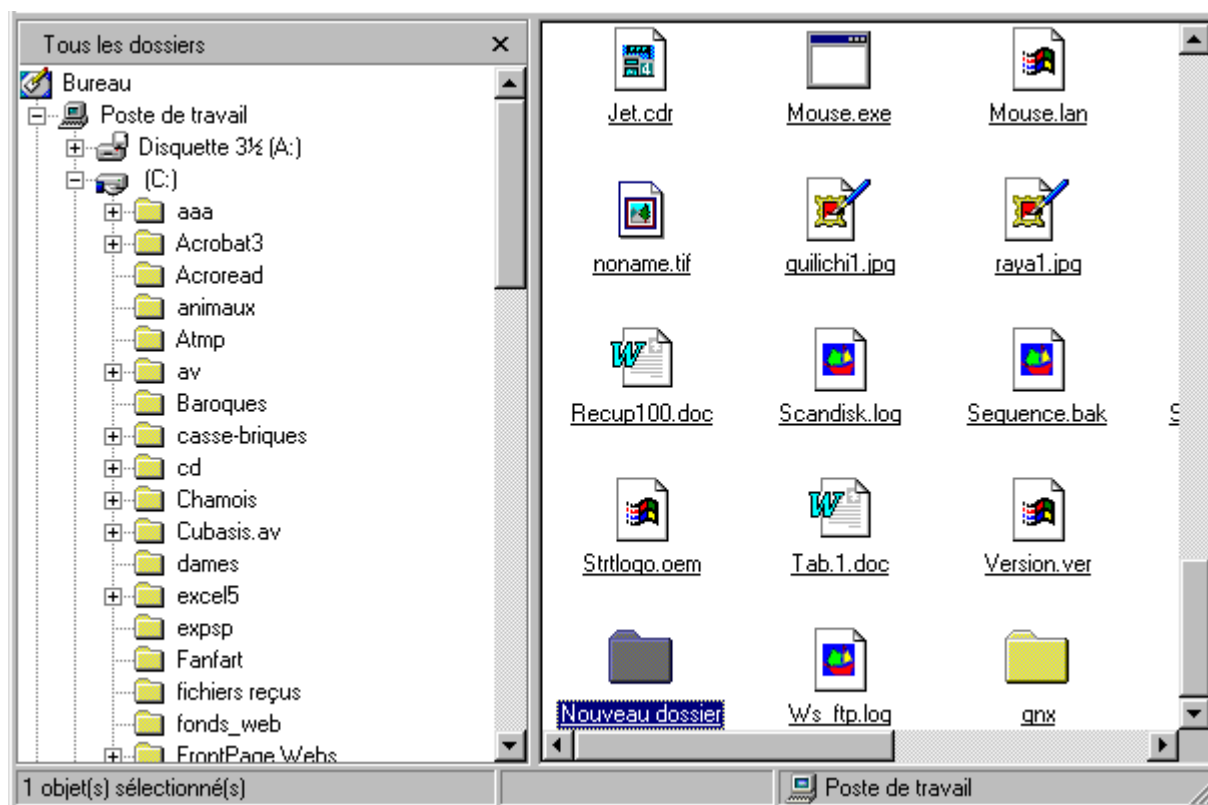 Tous les dossiers
Bureau
Poste de travail
Disquette 3½ (A:)
(C:)
aaa
Acrobat3
Acroread
animaux
Atmp
av
Baroques
casse-briques
cd
Chamois
Cubasis.av
dames
excel5
expsp
Fanfart
fichiers reçus
fonds_web
FrontPage Webs
Jet.cdr Mouse.exe Mouse.lan
noname.tif quilichi1.jpg raya1.jpg
Recup100.doc Scandisk.log Sequence.bak
Strtlogo.oem Tab.1.doc Version.ver
Nouveau dossier Ws_ftp.log
1 objet(s) sélectionné(s) Poste de travail